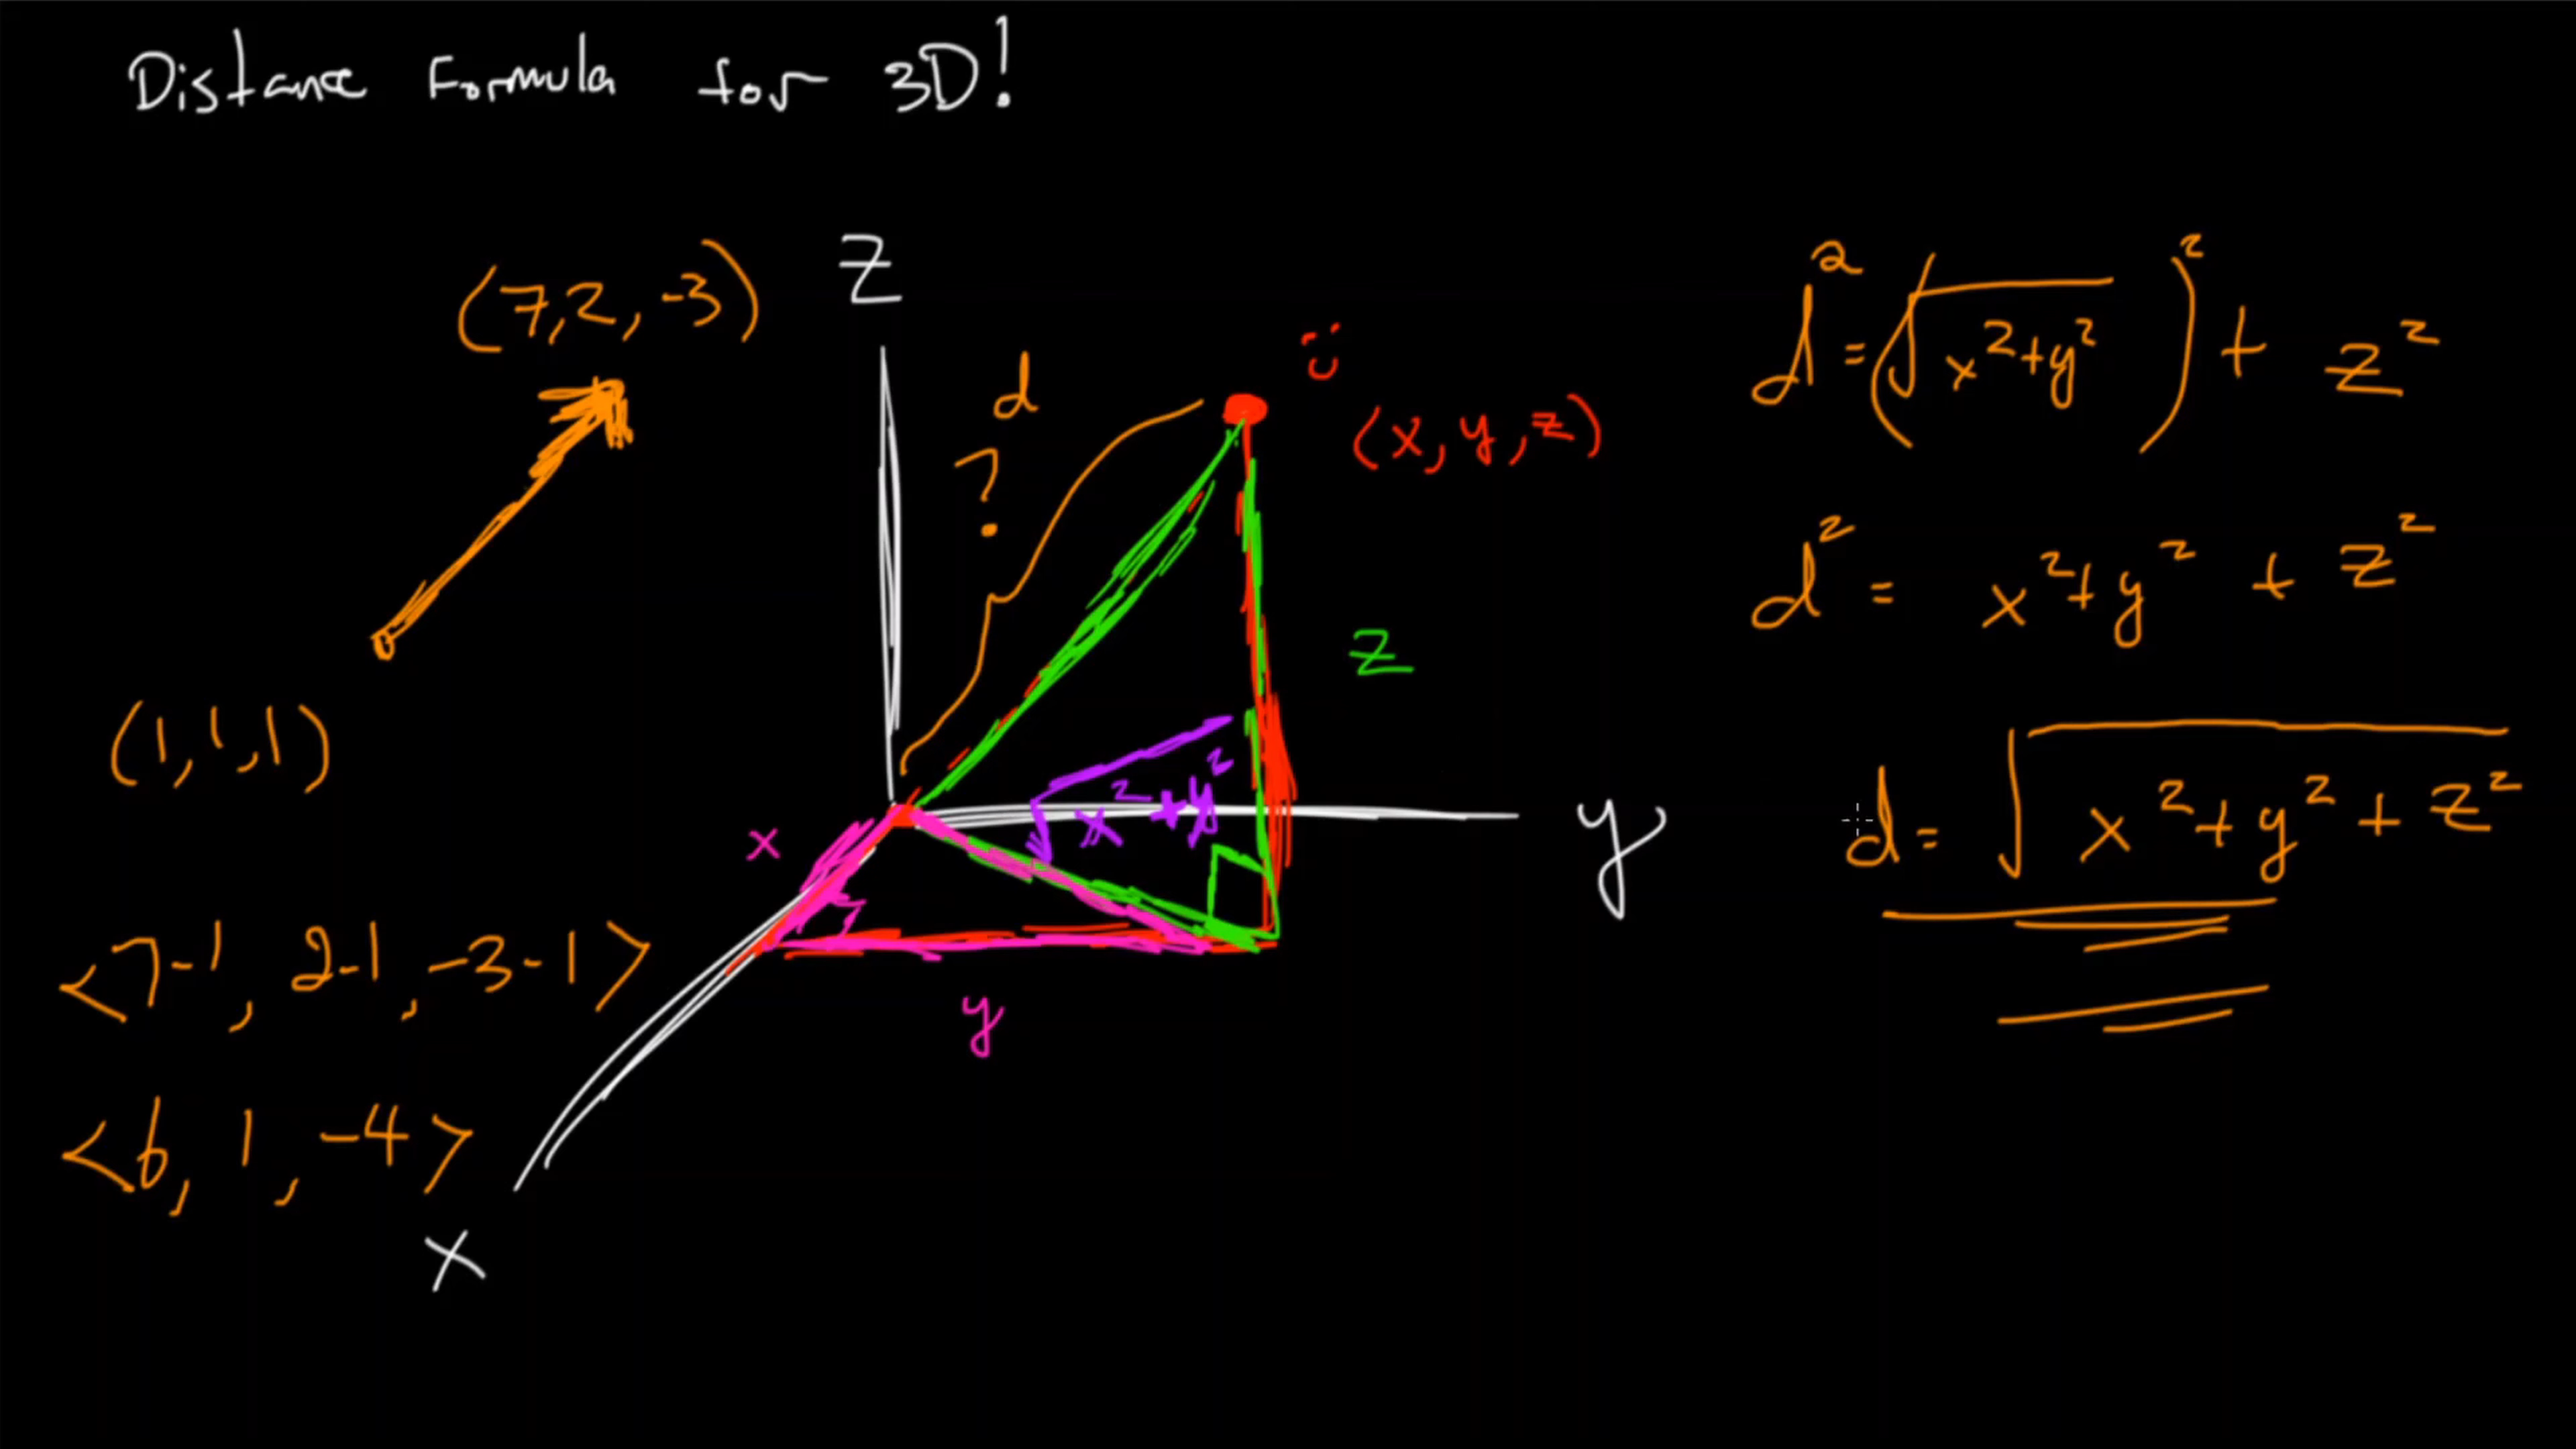 Distance Formula for 3D!
(7,2,-3)
(1,1,1)
<7-1, 2-1, -3-1>
<6, 1, -4>
z
d
?
(x,y,z)
z
√x²+y²
x
y
y
x
d²=(√x²+y²)²+z²
d²=x²+y²+z²
d=√x²+y²+z²